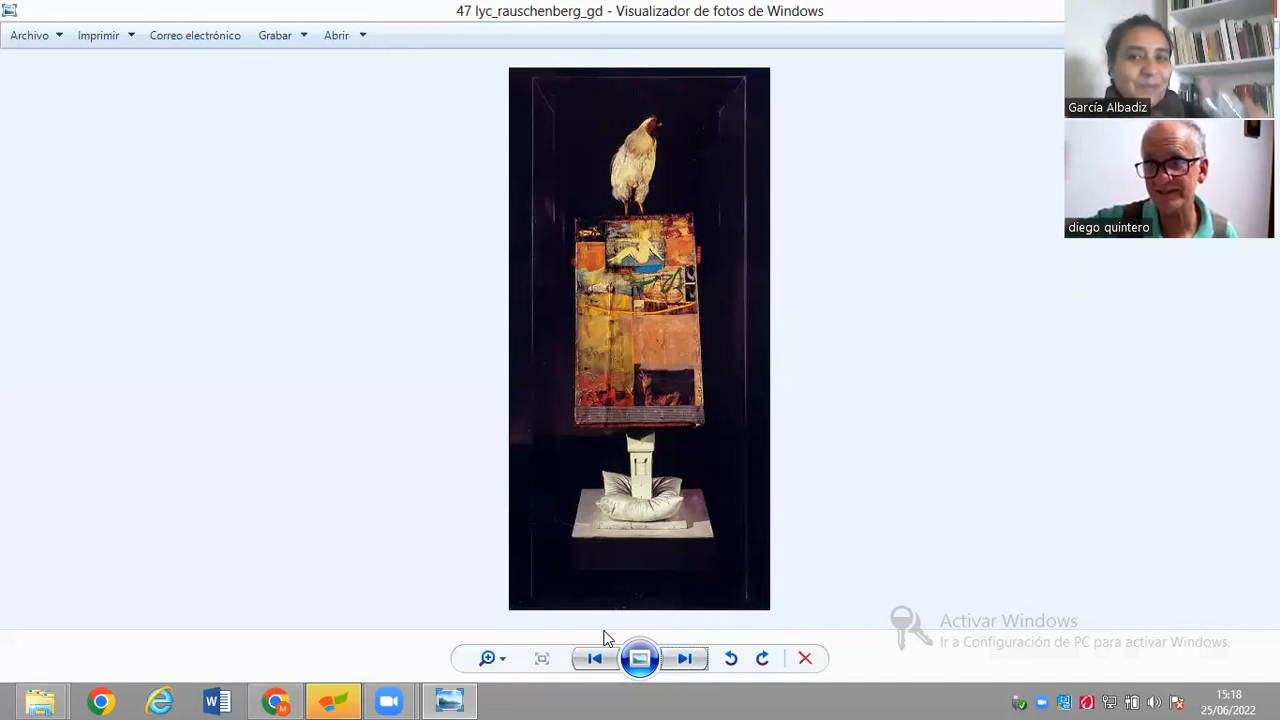 47 lyc_rauschenberg_gd - Visualizador de fotos de Windows
Archivo Imprimir Correo electrónico Grabar Abrir
García Albadiz
diego quintero
Activar Windows
Ir a Configuración de PC para activar Windows.
15:18
25/06/2022